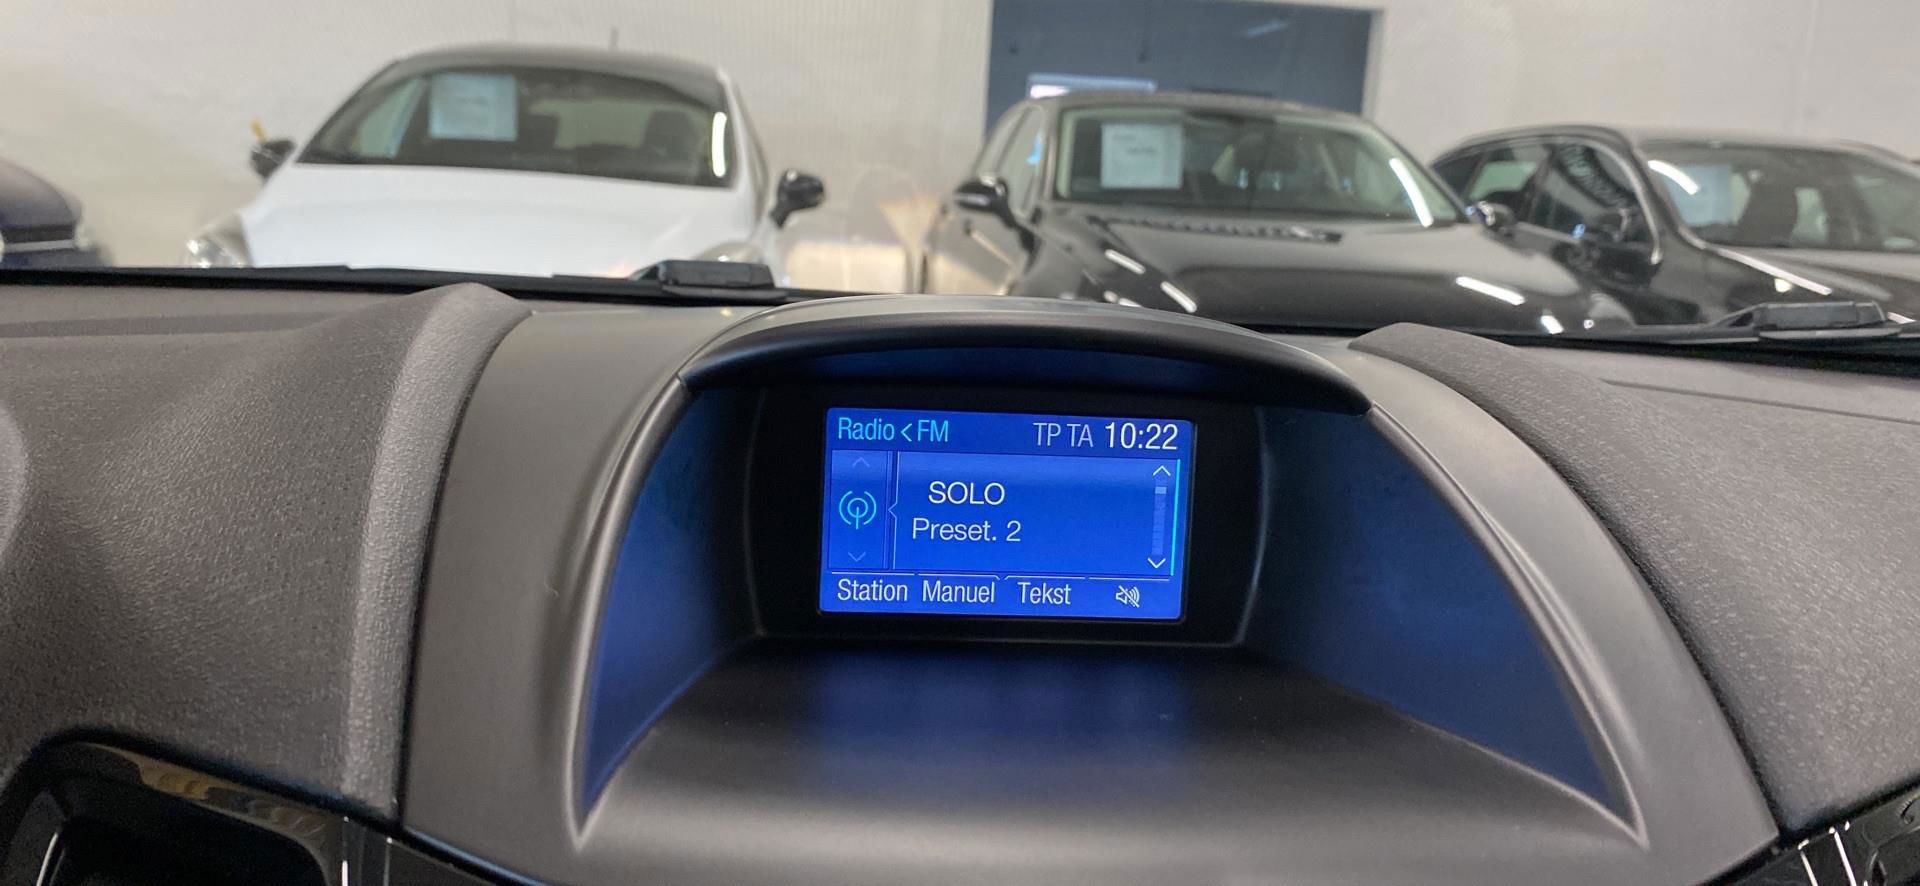 Radio < FM TP TA 10:22
SOLO
Preset. 2
Station Manuel Tekst